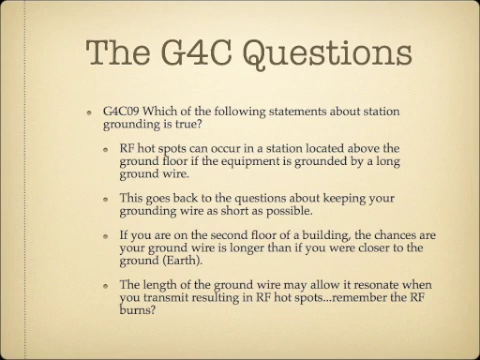 The G4C Questions
G4C09 Which of the following statements about station
grounding is true?
RF hot spots can occur in a station located above the
ground floor if the equipment is grounded by a long
ground wire.
This goes back to the questions about keeping your
grounding wire as short as possible.
If you are on the second floor of a building, the chances are
your ground wire is longer than if you were closer to the
ground (Earth).
The length of the ground wire may allow it resonate when
you transmit resulting in RF hot spots...remember the RF
burns?